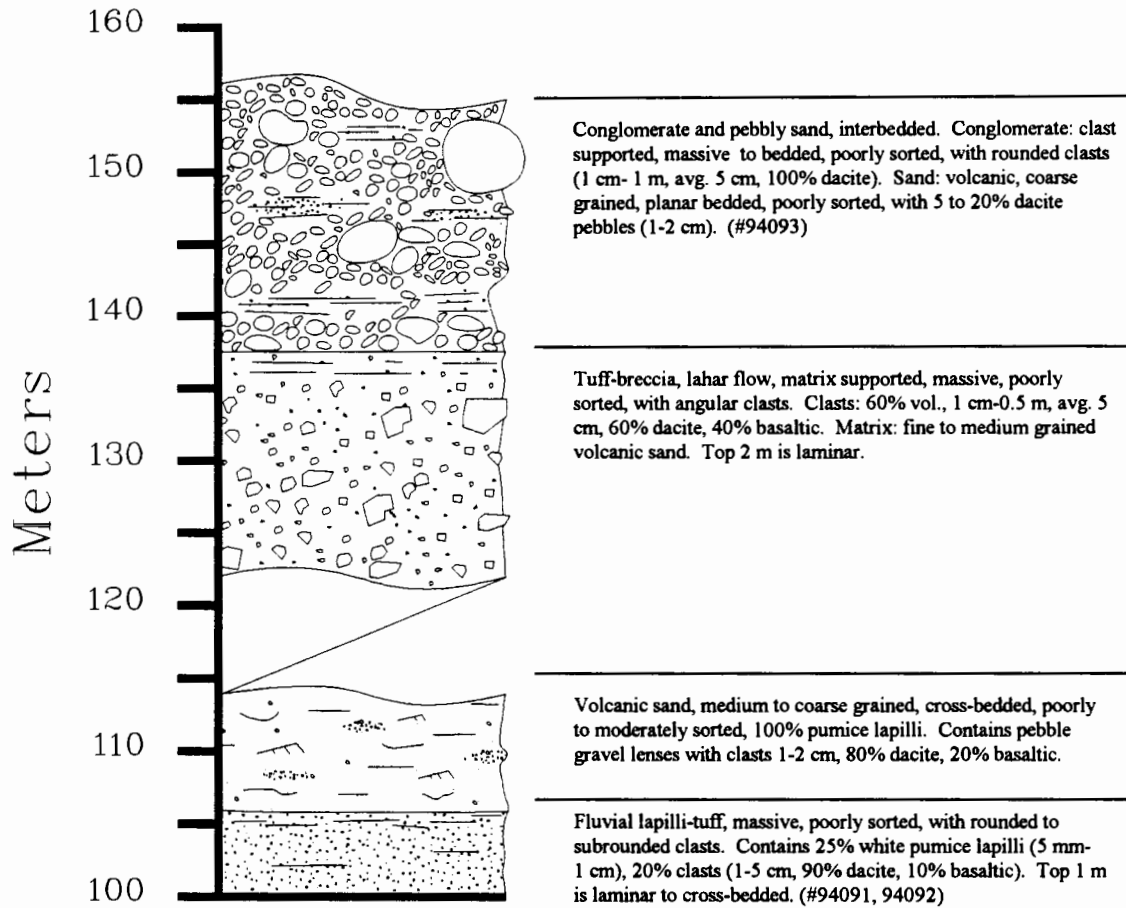 160
150
140
130
120
110
100
Meters
Conglomerate and pebbly sand, interbedded. Conglomerate: clast
supported, massive to bedded, poorly sorted, with rounded clasts
(1 cm- 1 m, avg. 5 cm, 100% dacite). Sand: volcanic, coarse
grained, planar bedded, poorly sorted, with 5 to 20% dacite
pebbles (1-2 cm). (#94093)
Tuff-breccia, lahar flow, matrix supported, massive, poorly
sorted, with angular clasts. Clasts: 60% vol., 1 cm-0.5 m, avg. 5
cm, 60% dacite, 40% basaltic. Matrix: fine to medium grained
volcanic sand. Top 2 m is laminar.
Volcanic sand, medium to coarse grained, cross-bedded, poorly
to moderately sorted, 100% pumice lapilli. Contains pebble
gravel lenses with clasts 1-2 cm, 80% dacite, 20% basaltic.
Fluvial lapilli-tuff, massive, poorly sorted, with rounded to
subrounded clasts. Contains 25% white pumice lapilli (5 mm-
1 cm), 20% clasts (1-5 cm, 90% dacite, 10% basaltic). Top 1 m
is laminar to cross-bedded. (#94091, 94092)